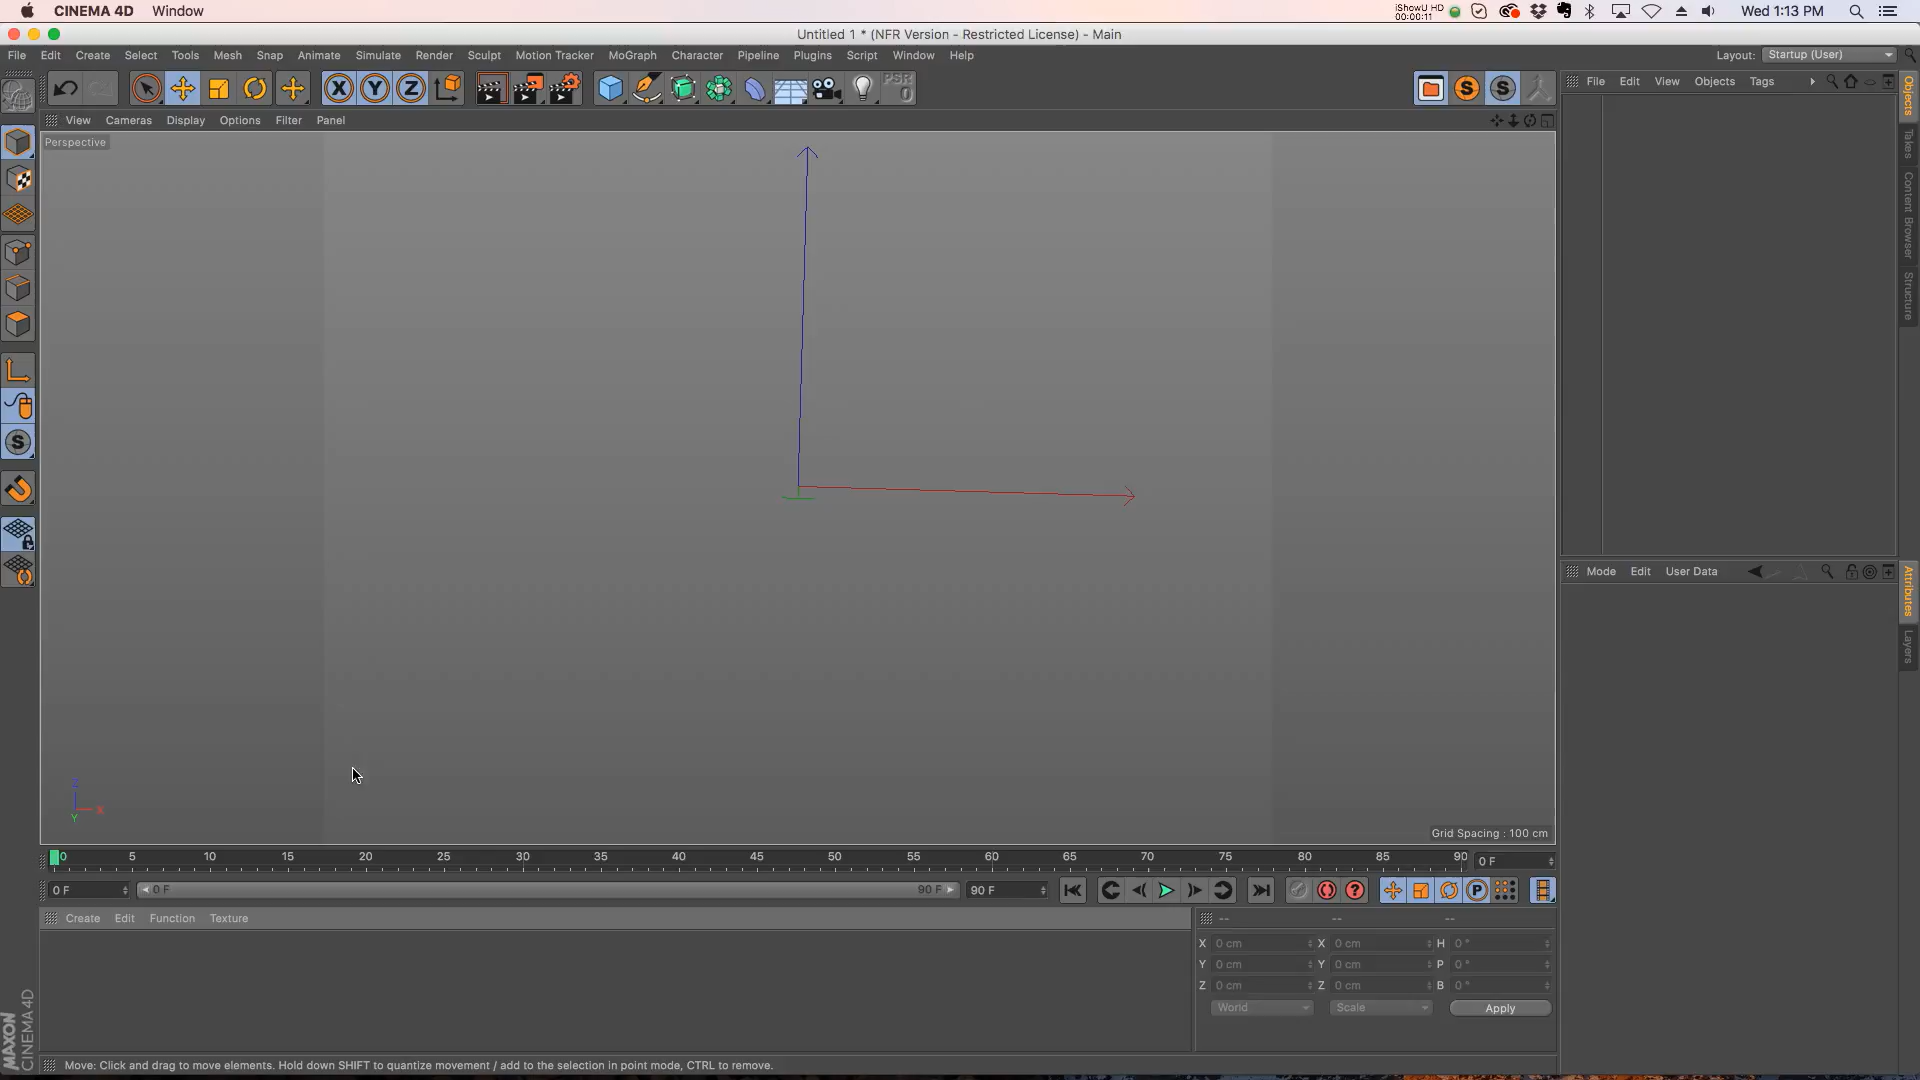 CINEMA 4D Window
iShowU HD
00:00:11
Wed 1:13 PM
Untitled 1 * (NFR Version - Restricted License) - Main
File Edit Create Select Tools Mesh Snap Animate Simulate Render Sculpt Motion Tracker MoGraph Character Pipeline Plugins Script Window Help
Layout: Startup (User)
X Y Z
PSR
0
File Edit View Objects Tags
View Cameras Display Options Filter Panel
Perspective
Objects
Takes
Content Browser
Structure
Mode Edit User Data
Attributes
Layers
Z
X
Y
Grid Spacing : 100 cm
0 5 10 15 20 25 30 35 40 45 50 55 60 65 70 75 80 85 90
0 F
0 F 0 F 90 F 90 F
Create Edit Function Texture
-- -- --
X 0 cm X 0 cm H 0 °
Y 0 cm Y 0 cm P 0 °
Z 0 cm Z 0 cm B 0 °
World Scale Apply
MAXON
CINEMA 4D
Move: Click and drag to move elements. Hold down SHIFT to quantize movement / add to the selection in point mode, CTRL to remove.